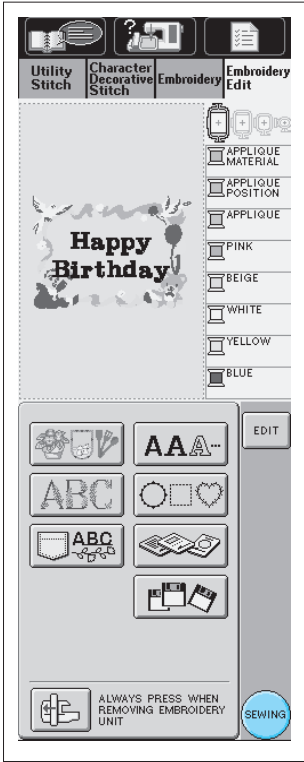 ?
Utility
Stitch
Character
Decorative
Stitch
Embroidery
Embroidery
Edit
APPLIQUE
MATERIAL
APPLIQUE
POSITION
APPLIQUE
PINK
BEIGE
WHITE
YELLOW
BLUE
Happy
Birthday
EDIT
AAA
ABC
ABC
ALWAYS PRESS WHEN
REMOVING EMBROIDERY
UNIT
SEWING